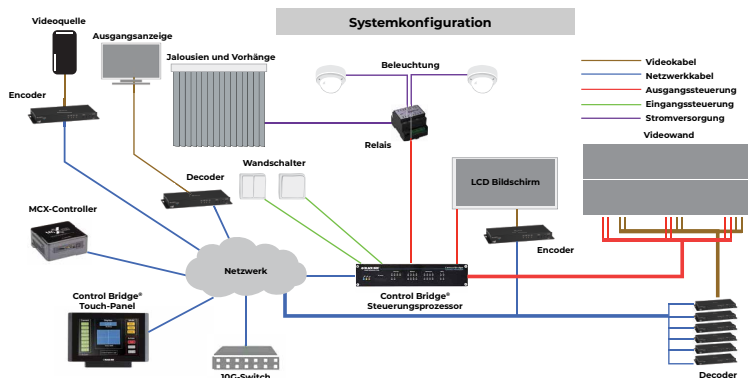 Systemkonfiguration
Videoquelle
Ausgangsanzeige
Jalousien und Vorhänge
Beleuchtung
Videokabel
Netzwerkkabel
Ausgangssteuerung
Eingangssteuerung
Stromversorgung
Encoder
Relais
Videowand
Wandschalter
Decoder
LCD Bildschirm
MCX-Controller
Encoder
Netzwerk
Control Bridge®
Touch-Panel
Control Bridge®
Steuerungsprozessor
10G-Switch
Decoder